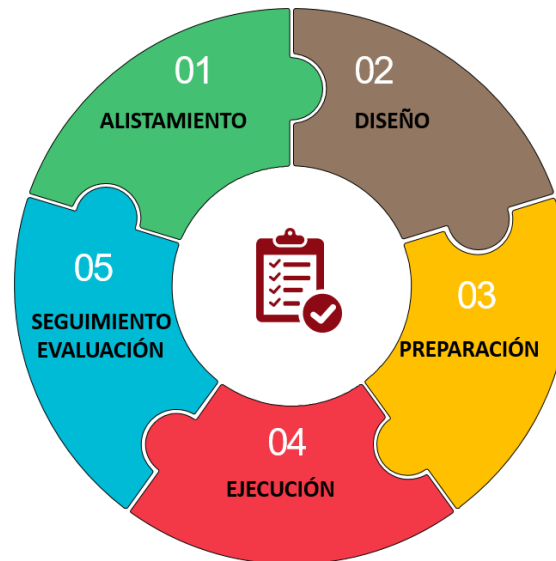 01
ALISTAMIENTO
02
DISEÑO
03
PREPARACIÓN
04
EJECUCIÓN
05
SEGUIMIENTO
EVALUACIÓN